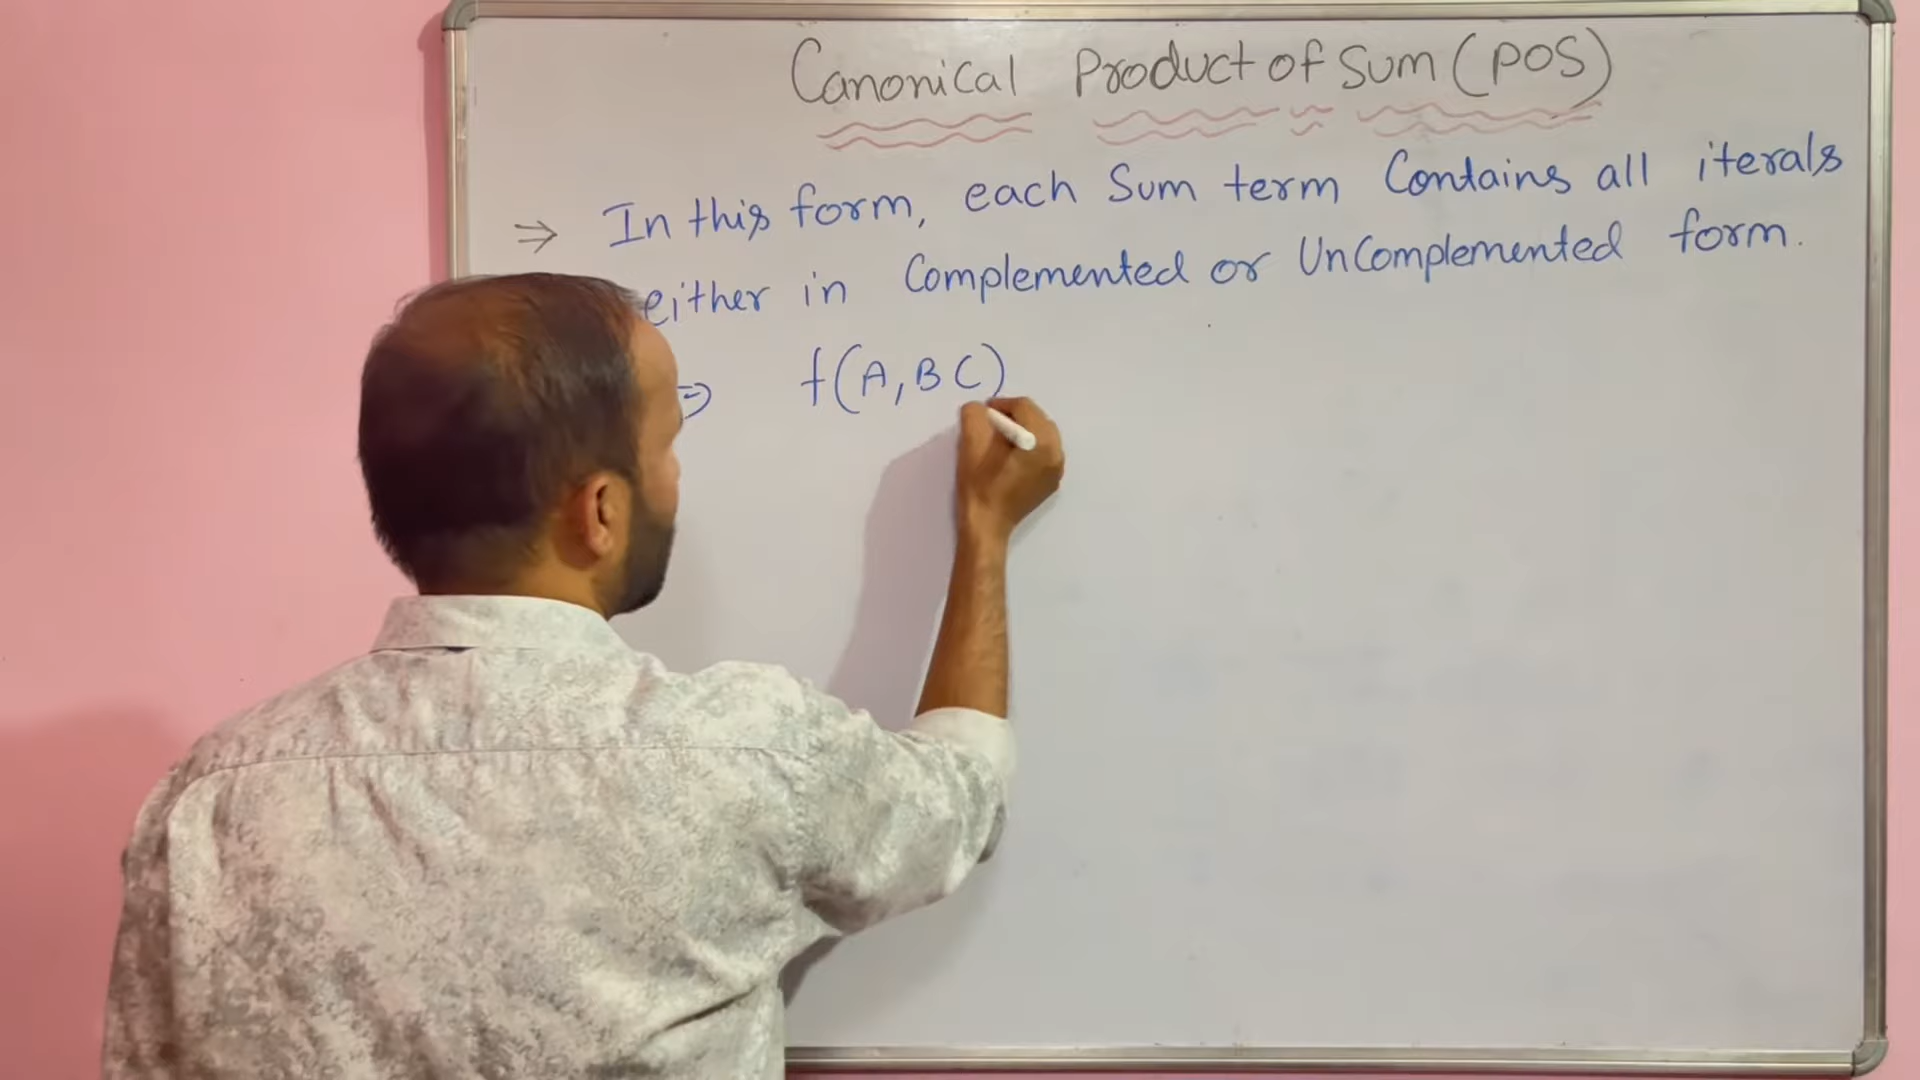 Canonical Product of Sum (POS)
⇒ In this form, each Sum term Contains all iterals
either in Complemented or UnComplemented form.
⇒ f(A,B C)